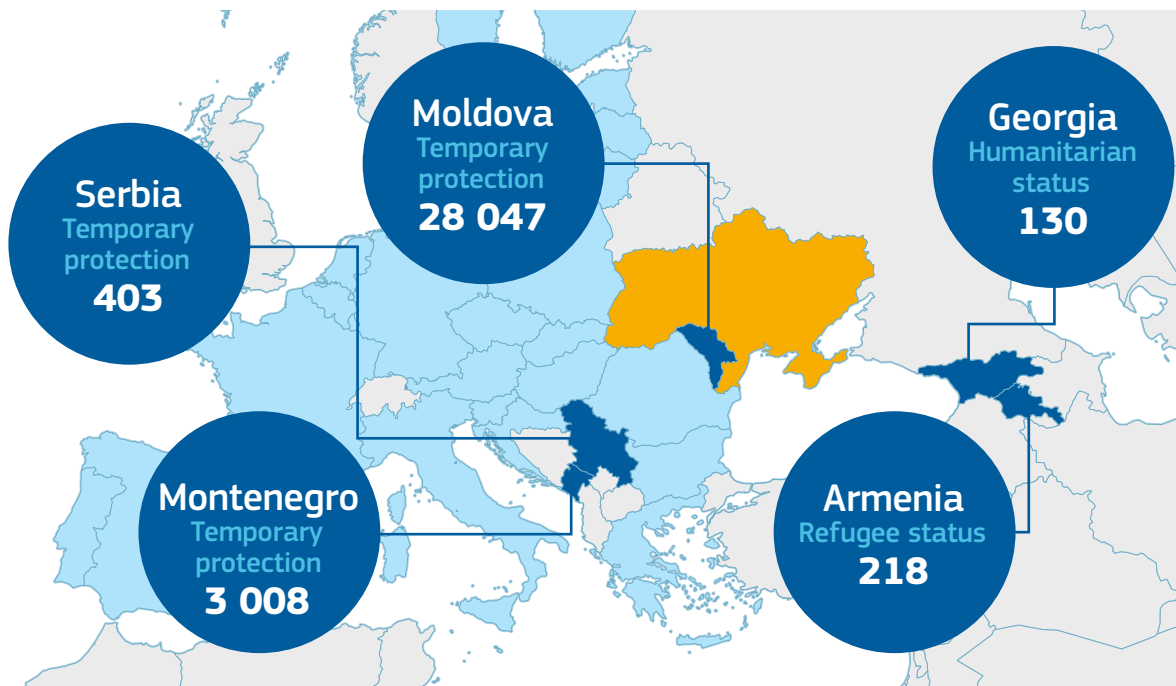 Moldova
Temporary
protection
28 047
Georgia
Humanitarian
status
130
Serbia
Temporary
protection
403
Montenegro
Temporary
protection
3 008
Armenia
Refugee status
218